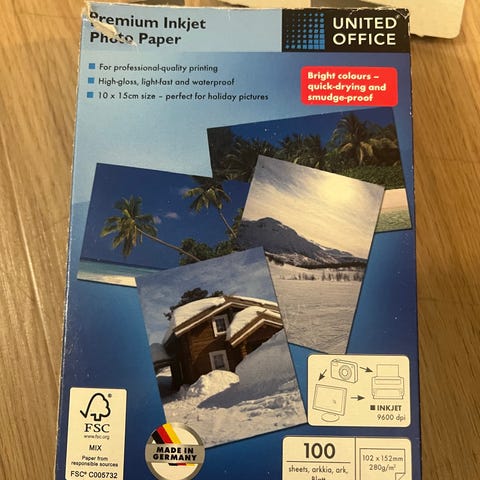 Premium Inkjet
Photo Paper
UNITED
OFFICE
For professional-quality printing
High-gloss, light-fast and waterproof
10 x 15cm size – perfect for holiday pictures
Bright colours –
quick-drying and
smudge-proof
INKJET
9600 dpi
FSC
www.fsc.org
MIX
Paper from
responsible sources
FSC® C005732
MADE IN
GERMANY
100
sheets, arkkia, ark,
102 x 152mm
280g/m²